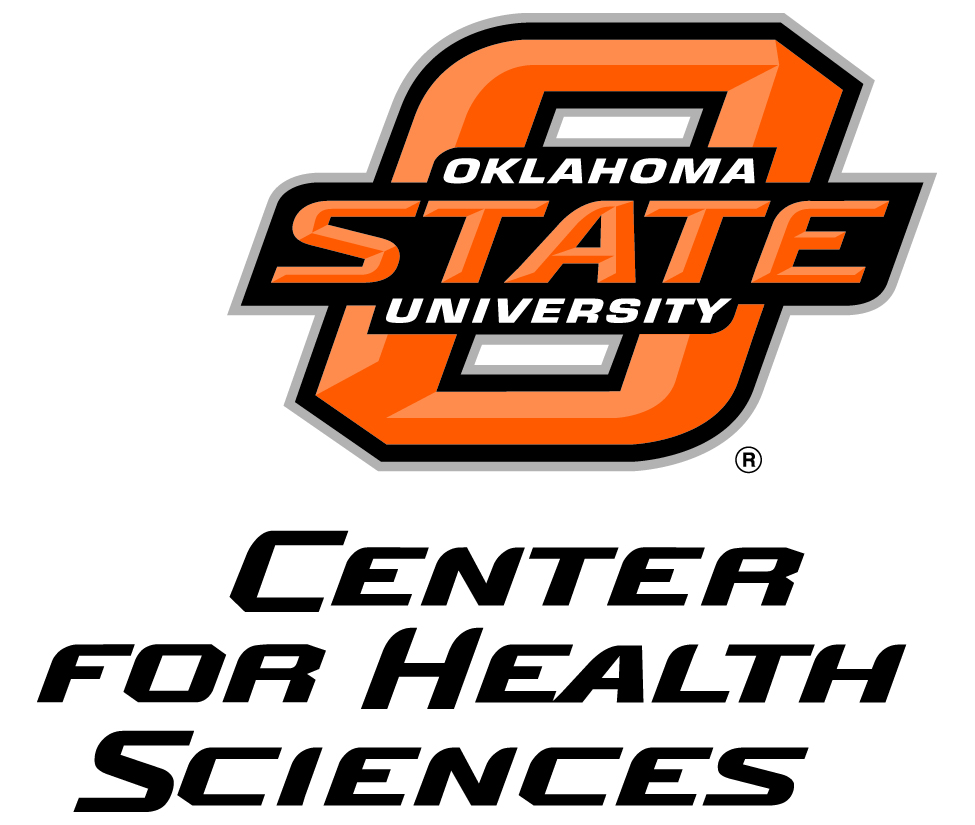 OKLAHOMA
STATE
UNIVERSITY
®
CENTER
FOR HEALTH
SCIENCES